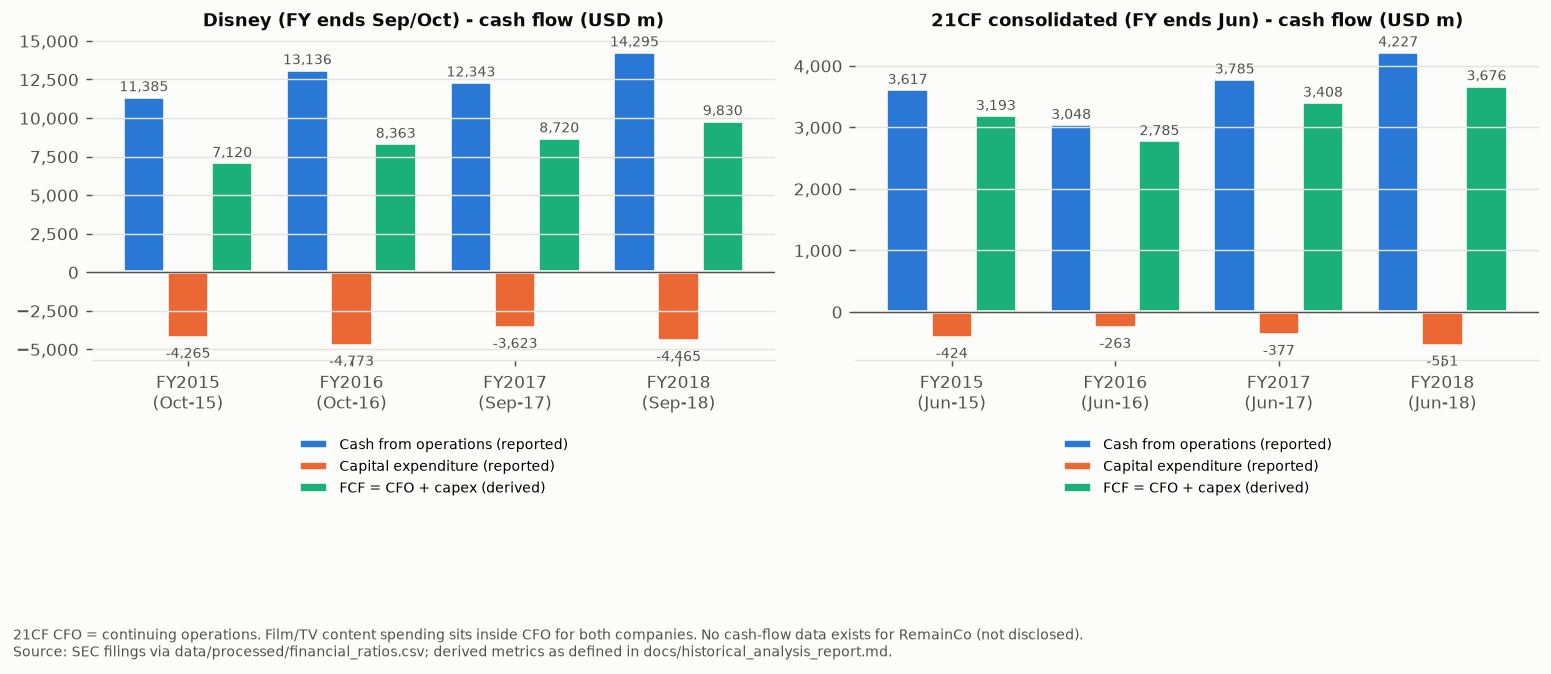 Disney (FY ends Sep/Oct) - cash flow (USD m)
15,000
12,500
10,000
7,500
5,000
2,500
0
−2,500
−5,000
11,385
13,136
12,343
14,295
7,120
8,363
8,720
9,830
-4,265
-4,773
-3,623
-4,465
FY2015
(Oct-15)
FY2016
(Oct-16)
FY2017
(Sep-17)
FY2018
(Sep-18)
Cash from operations (reported)
Capital expenditure (reported)
FCF = CFO + capex (derived)
21CF consolidated (FY ends Jun) - cash flow (USD m)
4,000
3,000
2,000
1,000
0
3,617
3,048
3,785
4,227
3,193
2,785
3,408
3,676
-424
-263
-377
-551
FY2015
(Jun-15)
FY2016
(Jun-16)
FY2017
(Jun-17)
FY2018
(Jun-18)
Cash from operations (reported)
Capital expenditure (reported)
FCF = CFO + capex (derived)
21CF CFO = continuing operations. Film/TV content spending sits inside CFO for both companies. No cash-flow data exists for RemainCo (not disclosed).
Source: SEC filings via data/processed/financial_ratios.csv; derived metrics as defined in docs/historical_analysis_report.md.